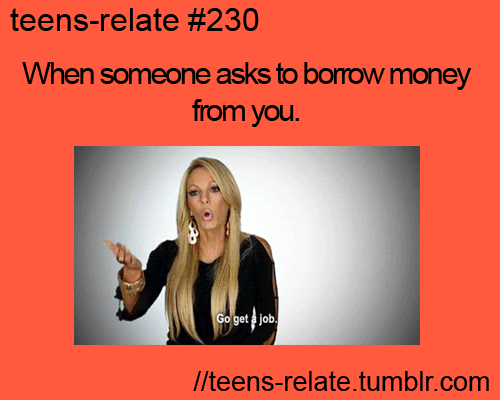 teens-relate #230
When someone asks to borrow money
from you.
Go get a job.
//teens-relate.tumblr.com